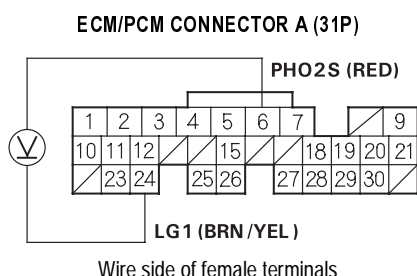 ECM/PCM CONNECTOR A (31P)
PHO2S (RED)
1 2 3 4 5 6 7 9
V
10 11 12 15 18 19 20 21
23 24 25 26 27 28 29 30
LG1 (BRN/YEL)
Wire side of female terminals